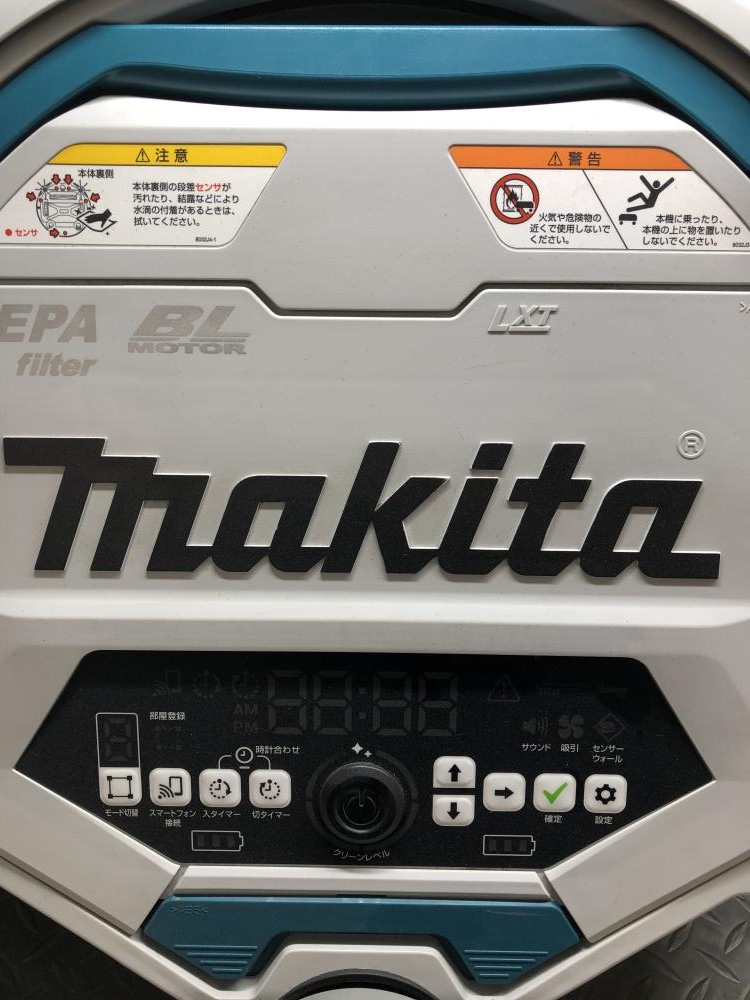 注意
本体裏側
本体裏側の段差センサが
汚れたり、結露などにより
水滴の付着があるときは、
拭いてください。
センサ
警告
火気や危険物の
近くで使用しないで
ください。
本機に乗ったり、
本機の上に物を置いたり
しないでください。
EPA
filter
BL
MOTOR
LXT
makita
®
部屋登録
AM
PM
88:88
時計合わせ
サウンド
吸引
センサー
ウォール
モード切替
スマートフォン
接続
入タイマー
切タイマー
確定
設定
クリーンレベル
>ABS<